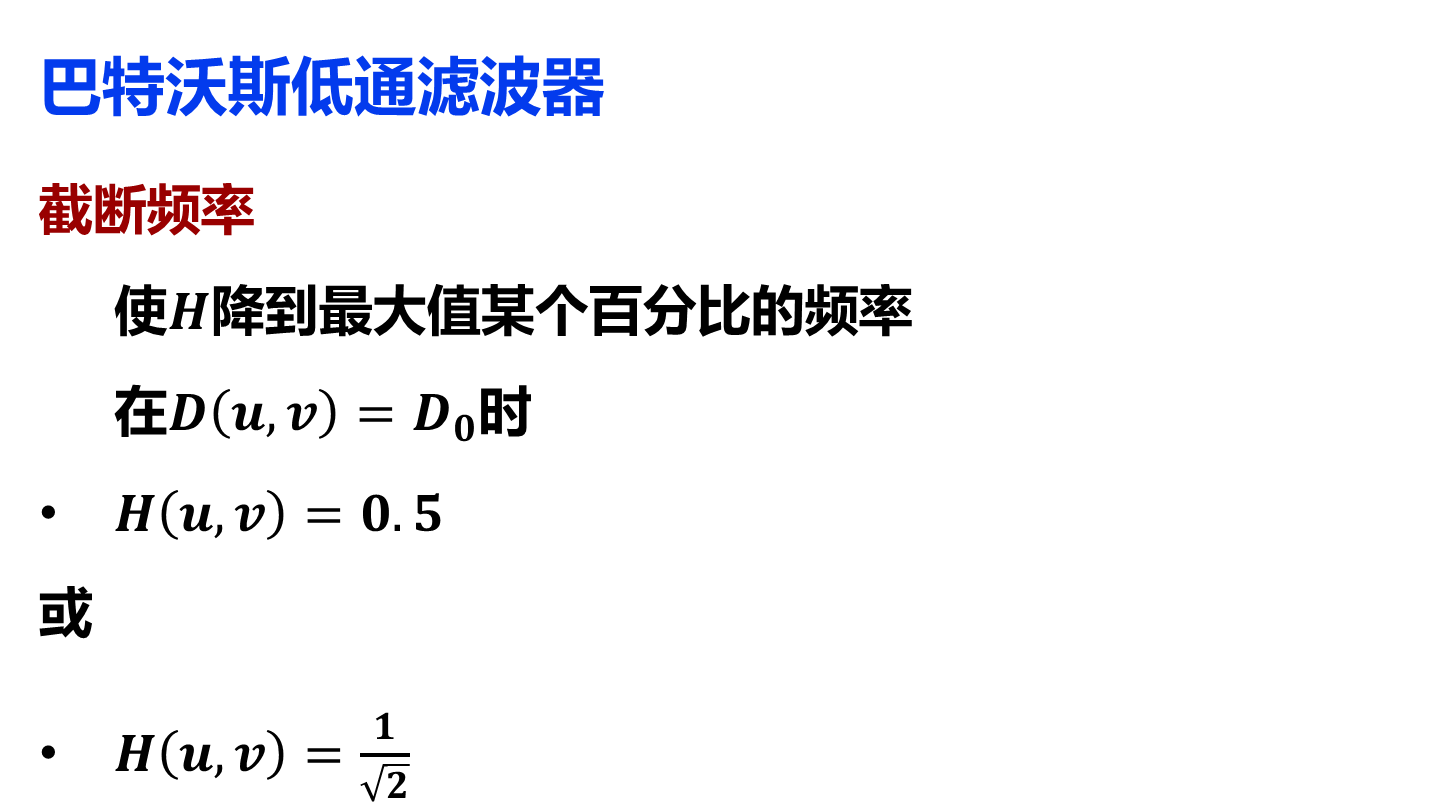 巴特沃斯低通滤波器
截断频率
使H降到最大值某个百分比的频率
在D(u,v) = D₀时
• H(u,v) = 0.5
或
• H(u,v) = 1/√2